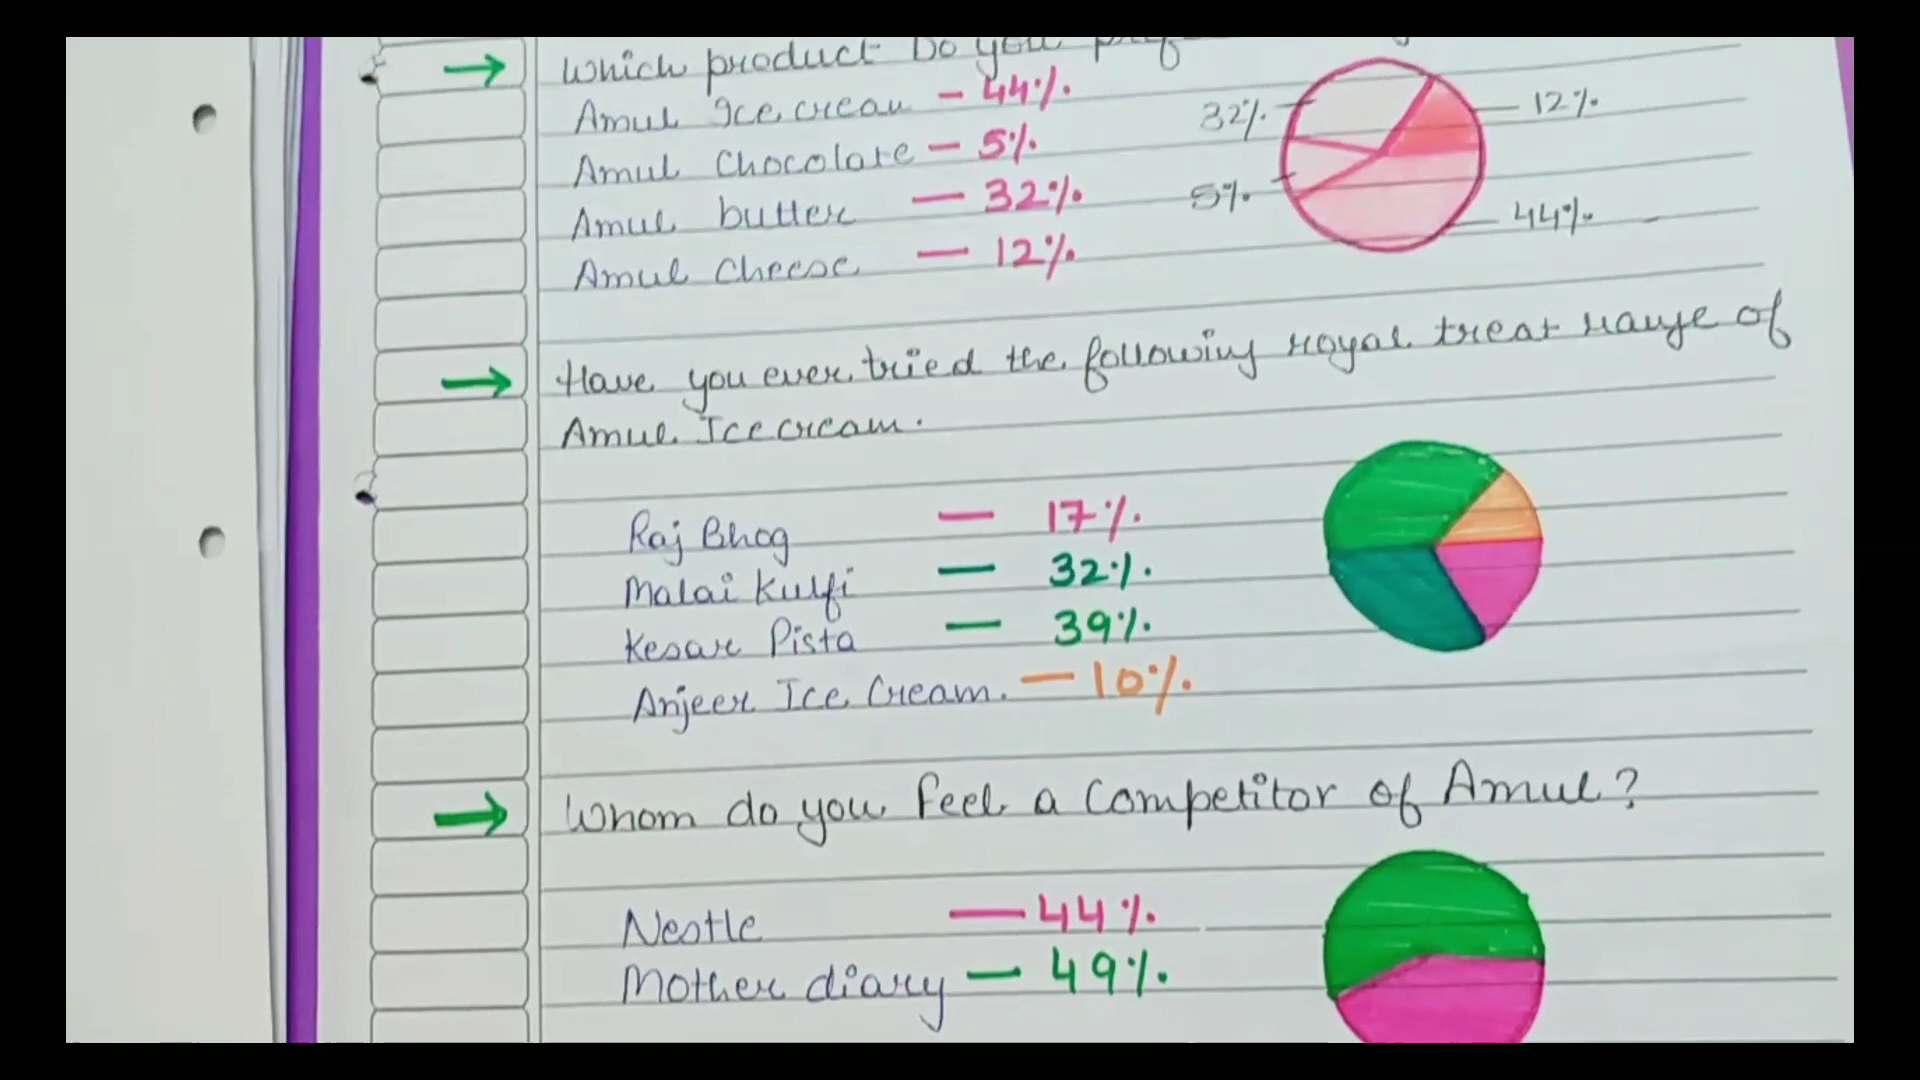 Which product Do you
Amul Ice cream - 44%.
Amul Chocolate - 5%.
Amul butter - 32%.
Amul Cheese - 12%.
32%.
12%.
5%.
44%.
Have you ever tried the following royal treat range of
Amul Ice cream.
Raj Bhog - 17%.
Malai Kulfi - 32%.
Kesar Pista - 39%.
Anjeer Ice Cream. - 10%.
Whom do you feel a Competitor of Amul?
Nestle - 44%.
Mother diary - 49%.